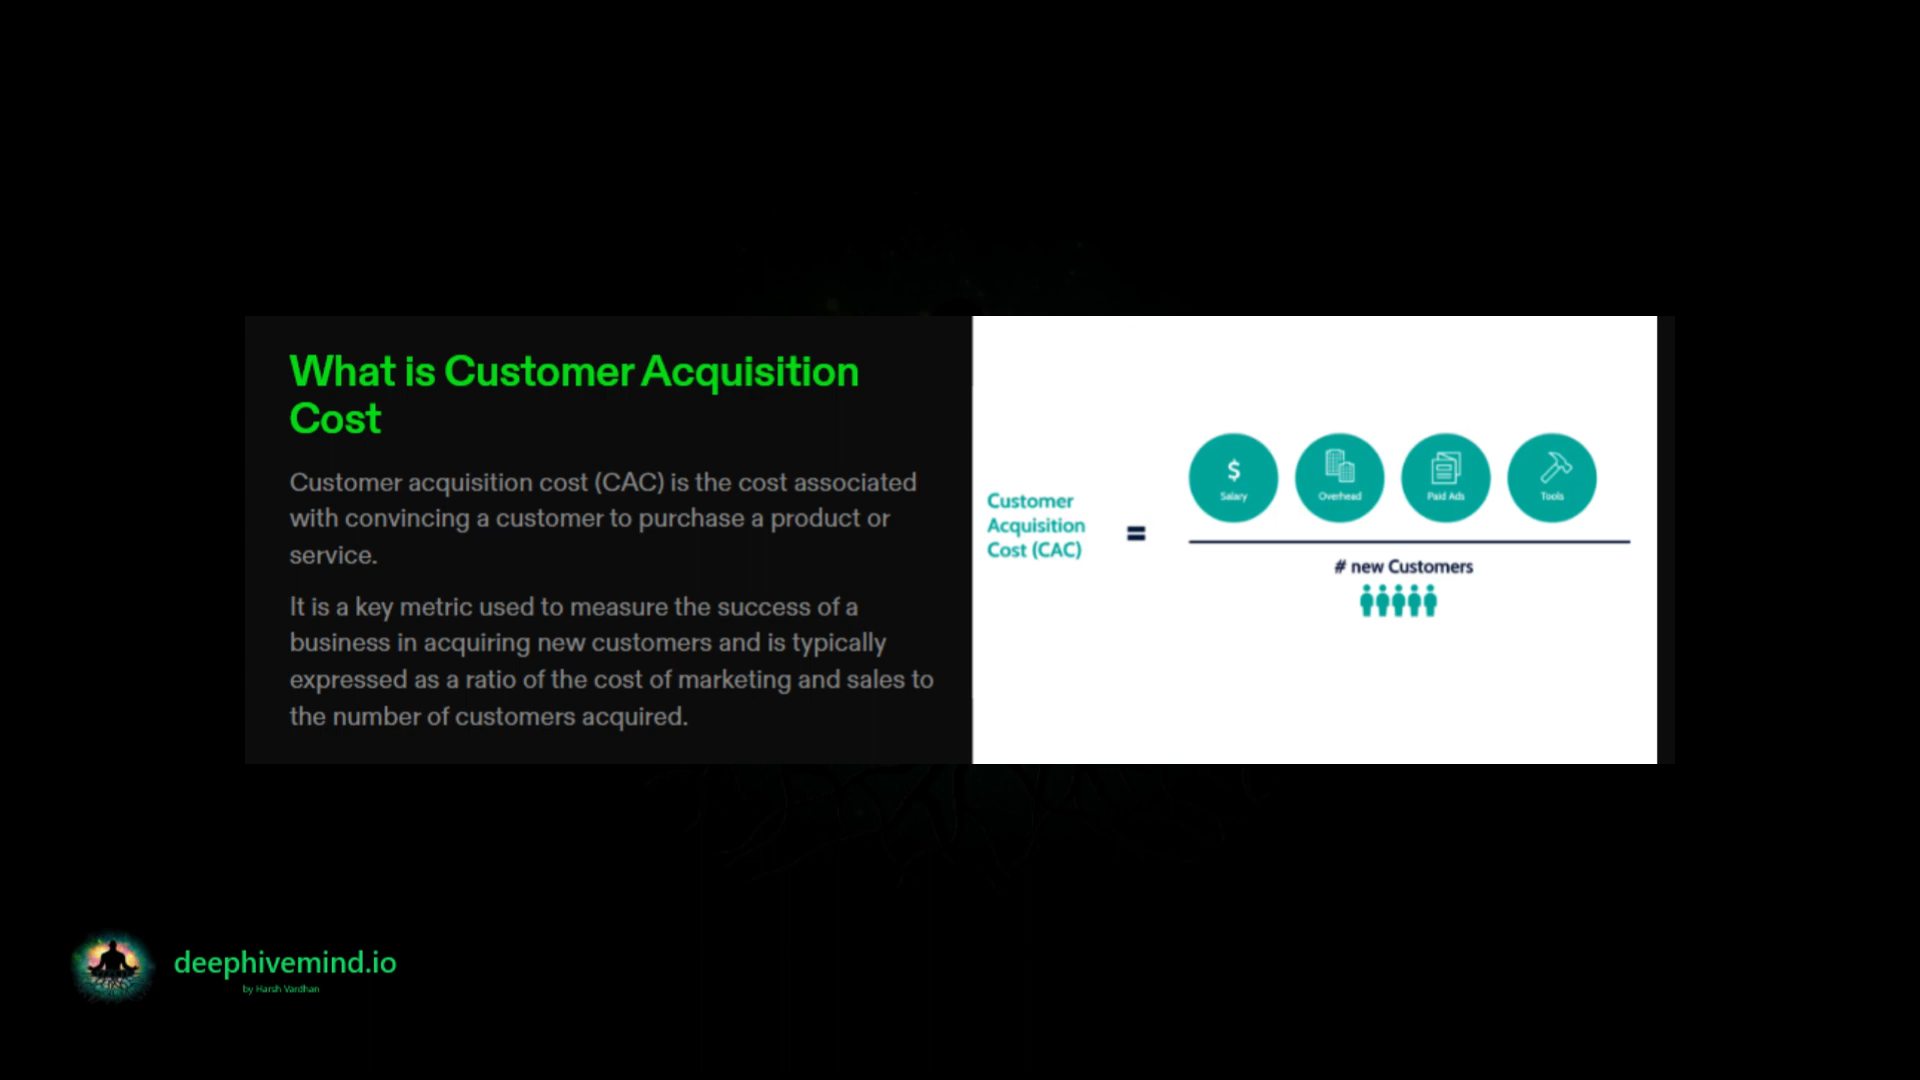 What is Customer Acquisition
Cost
Customer acquisition cost (CAC) is the cost associated
with convincing a customer to purchase a product or
service.
It is a key metric used to measure the success of a
business in acquiring new customers and is typically
expressed as a ratio of the cost of marketing and sales to
the number of customers acquired.
Customer
Acquisition
Cost (CAC)
=
$
Salary
Overhead
Paid Ads
Tools
# new Customers
deephivemind.io
by Harsh Vardhan